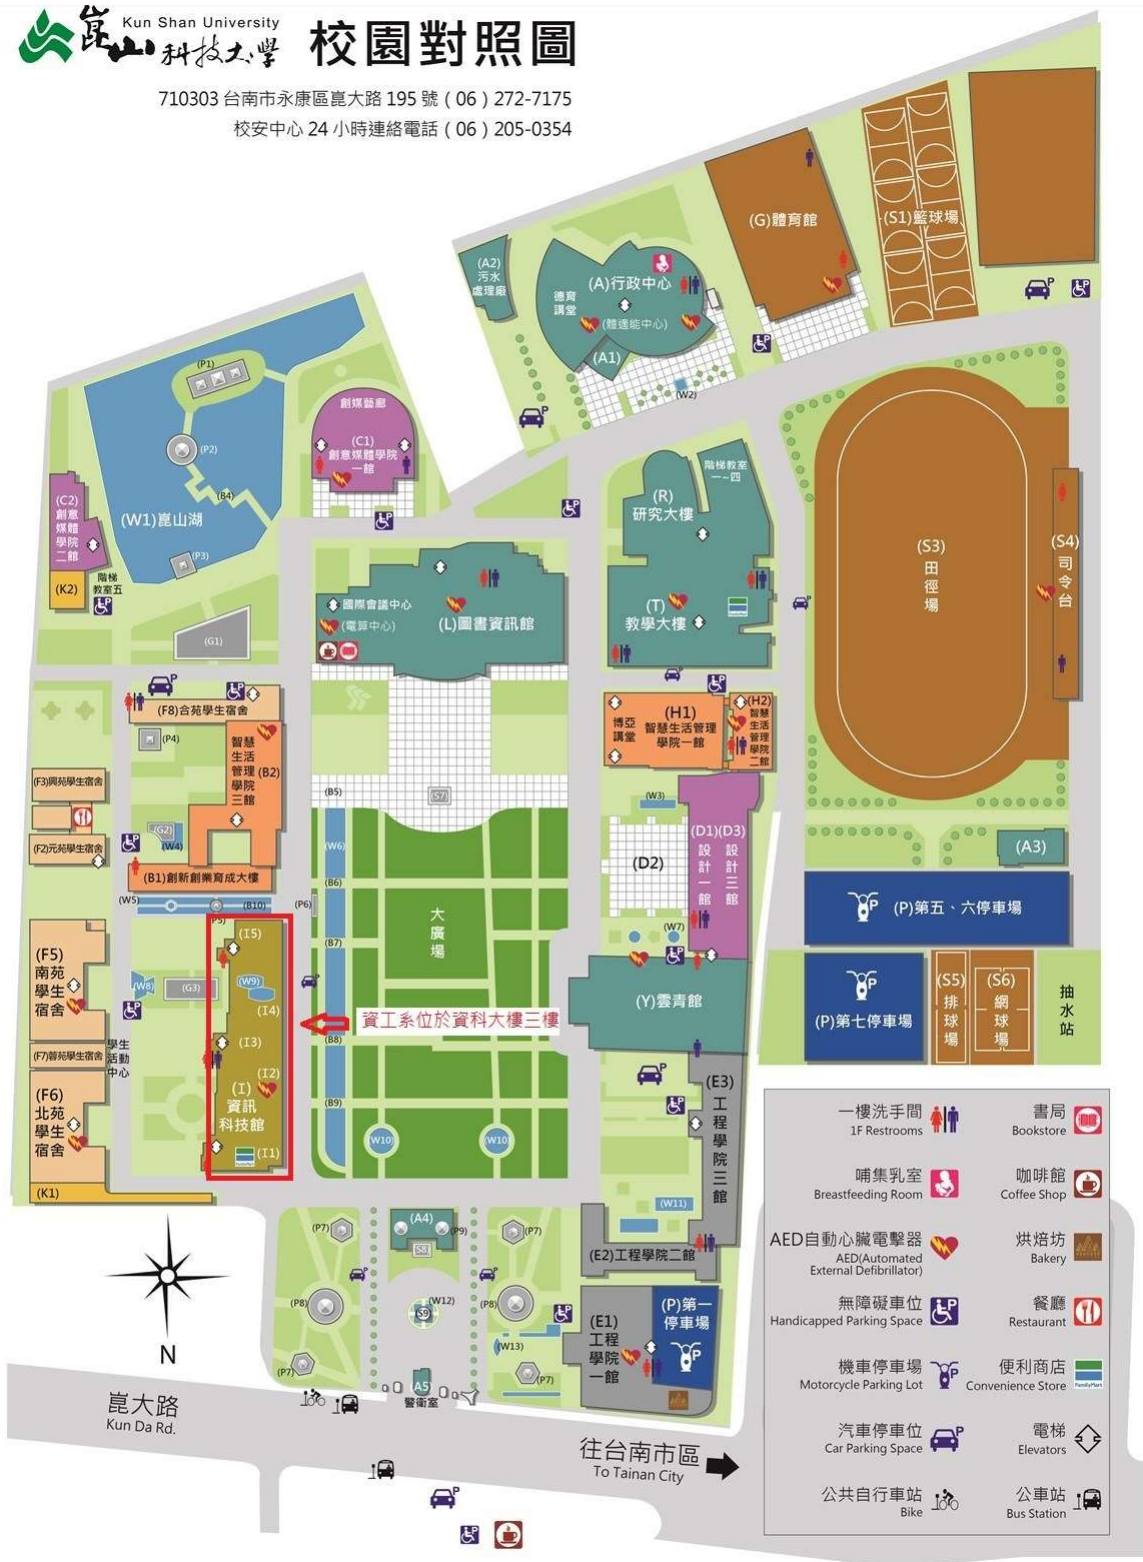 Kun Shan University
崑山科技大學
校園對照圖
710303 台南市永康區崑大路 195 號 ( 06 ) 272-7175
校安中心 24 小時連絡電話 ( 06 ) 205-0354
(G)體育館
(S1)籃球場
(A2)
污水
處理廠
德育
講堂
(A)行政中心
(體適能中心)
(A1)
(W2)
(P1)
(P2)
(B4)
(W1)崑山湖
(P3)
創媒藝廊
(C1)
創意媒體學院
一館
(C2)
創意
媒體
學院
二館
(K2)
階梯
教室五
(G1)
(R)
研究大樓
階梯教室
一~四
(T)
教學大樓
國際會議中心
(電算中心)
(L)圖書資訊館
(S3)
田徑場
(S4)
司令台
(F8)合苑學生宿舍
(P4)
智慧
生活
管理
學院
三館
(B2)
(F3)興苑學生宿舍
(F2)元苑學生宿舍
(G2)
(W4)
(B1)創新創業育成大樓
(S7)
(B5)
(W6)
(B6)
(B7)
(B8)
(B9)
博亞
講堂
(H1)
智慧生活管理
學院一館
(H2)
智慧
生活
管理
學院
二館
(W3)
(D1)
設計一館
(D3)
設計三館
(D2)
(W7)
(A3)
(P)第五、六停車場
(P)第七停車場
(S5)
排球場
(S6)
網球場
抽水站
(W5)
(B10)
(P5)
(P6)
大廣場
(F5)
南苑
學生
宿舍
(F7)蓉苑學生宿舍
(F6)
北苑
學生
宿舍
(K1)
(W8)
(G3)
學生
活動
中心
(I5)
(W9)
(I4)
(I3)
(I2)
(I)
資訊
科技館
(I1)
資工系位於資科大樓三樓
(W10)
(W10)
(Y)雲青館
(E3)
工程學院三館
(W11)
(E2)工程學院二館
(E1)
工程
學院
一館
(P)第一
停車場
(A4)
(P9)
(S8)
(P7)
(P7)
(P8)
(P8)
(S9)
(W12)
(W13)
(P7)
(P7)
(A5)
警衛室
N
崑大路
Kun Da Rd.
往台南市區
To Tainan City
一樓洗手間
1F Restrooms
書局
Bookstore
哺集乳室
Breastfeeding Room
咖啡館
Coffee Shop
AED自動心臟電擊器
AED(Automated
External Defibrillator)
烘焙坊
Bakery
無障礙車位
Handicapped Parking Space
餐廳
Restaurant
機車停車場
Motorcycle Parking Lot
便利商店
Convenience Store
FamilyMart
汽車停車位
Car Parking Space
電梯
Elevators
公共自行車站
Bike
公車站
Bus Station